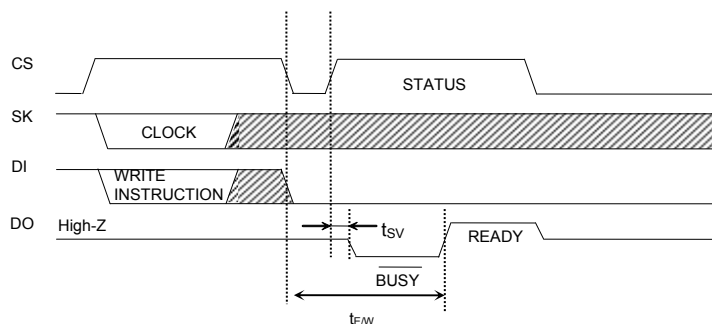 CS
STATUS
SK
CLOCK
DI
WRITE
INSTRUCTION
DO
High-Z
tSV
READY
BUSY
tE/W